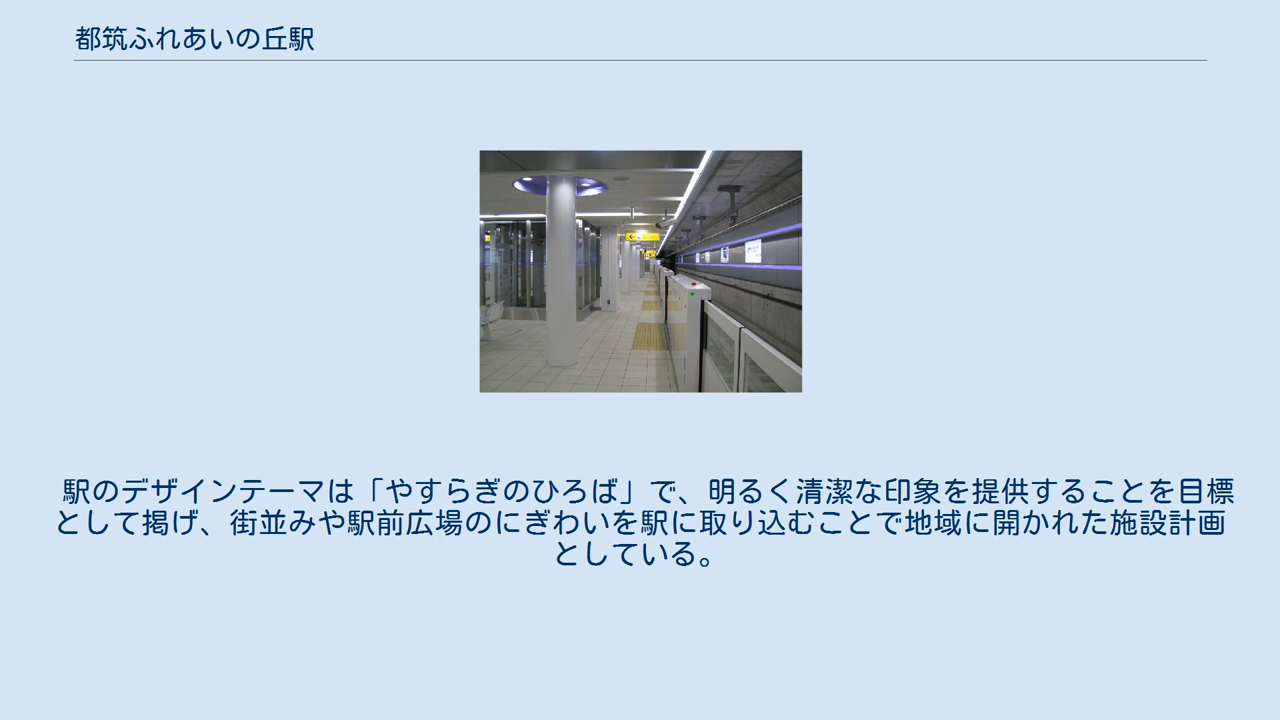 都筑ふれあいの丘駅
駅のデザインテーマは「やすらぎのひろば」で、明るく清潔な印象を提供することを目標
として掲げ、街並みや駅前広場のにぎわいを駅に取り込むことで地域に開かれた施設計画
としている。